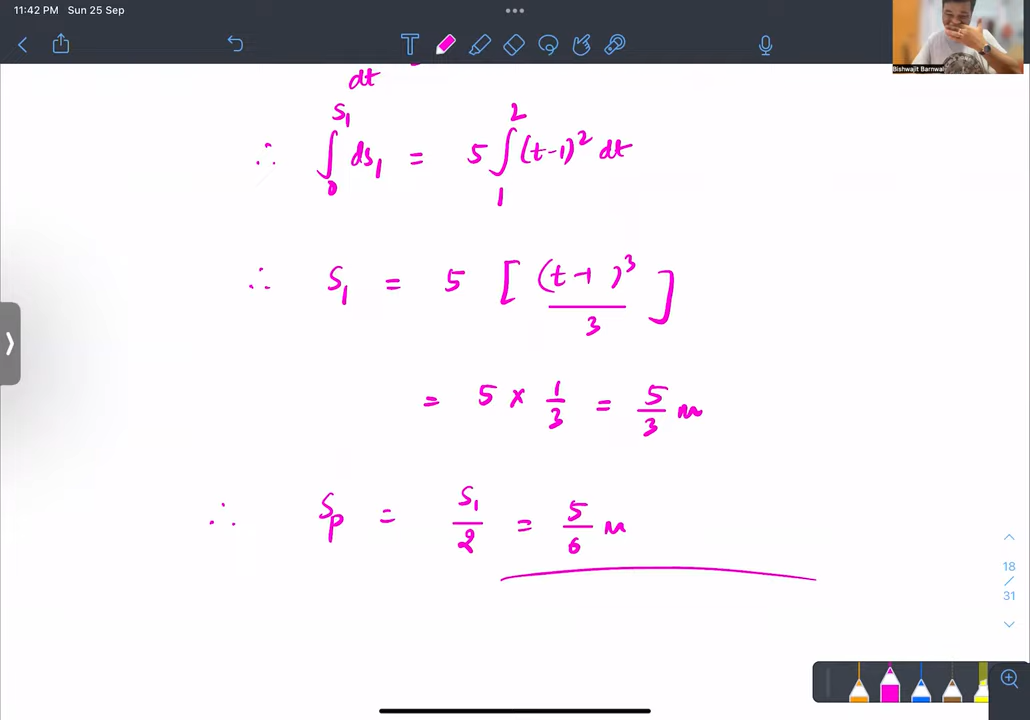 11:42 PM Sun 25 Sep
Bishwajit Barnwal
dt
∴ ∫₀^{S₁} ds₁ = 5 ∫₁² (t-1)² dt
∴ S₁ = 5 [ (t-1)³ / 3 ]
= 5 × 1/3 = 5/3 m
∴ Sₚ = S₁/2 = 5/6 m
18
/
31